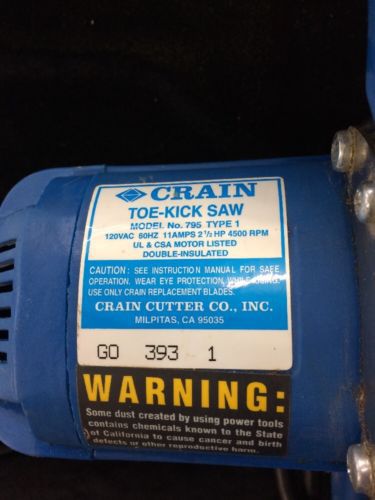 CRAIN
TOE-KICK SAW
MODEL No. 795 TYPE 1
120VAC 60HZ 11AMPS 2 1/2 HP 4500 RPM
UL & CSA MOTOR LISTED
DOUBLE-INSULATED
CAUTION: SEE INSTRUCTION MANUAL FOR SAFE
OPERATION. WEAR EYE PROTECTION, WHILE USING.
USE ONLY CRAIN REPLACEMENT BLADES.
CRAIN CUTTER CO., INC.
MILPITAS, CA 95035
GO 393 1
WARNING:
Some dust created by using power tools
contains chemicals known to the State
of California to cause cancer and birth
defects or other reproductive harm.